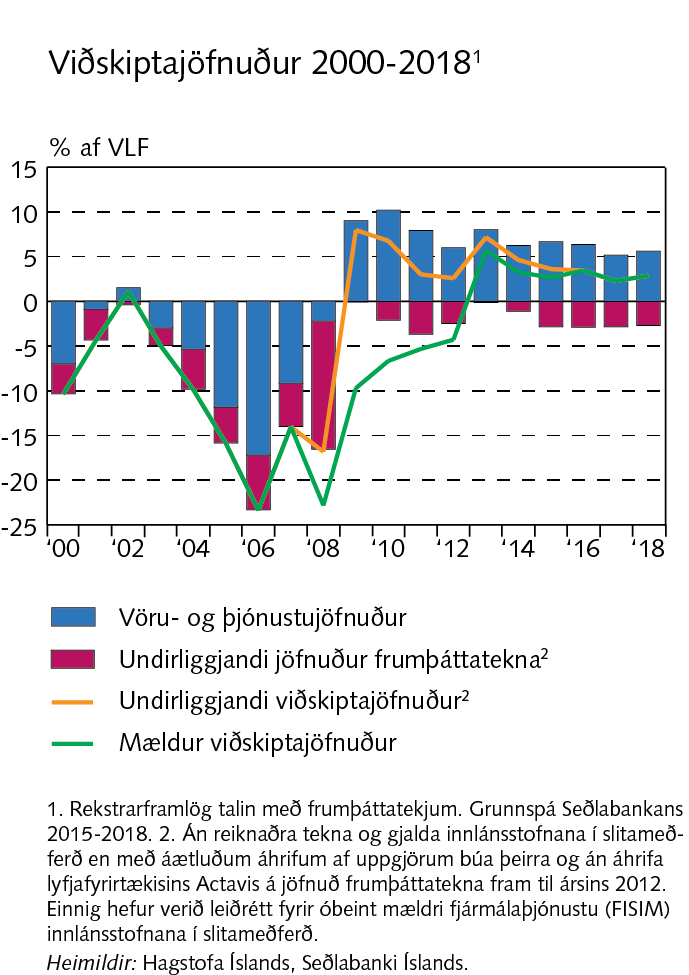 Viðskiptajöfnuður 2000-2018¹
% af VLF
15
10
5
0
-5
-10
-15
-20
-25
‘00 ‘02 ‘04 ‘06 ‘08 ‘10 ‘12 ‘14 ‘16 ‘18
Vöru- og þjónustujöfnuður
Undirliggjandi jöfnuður frumþáttatekna²
Undirliggjandi viðskiptajöfnuður²
Mældur viðskiptajöfnuður
1. Rekstrarframlög talin með frumþáttatekjum. Grunnspá Seðlabankans
2015-2018. 2. Án reiknaðra tekna og gjalda innlánsstofnana í slitameð-
ferð en með áætluðum áhrifum af uppgjörum búa þeirra og án áhrifa
lyfjafyrirtækisins Actavis á jöfnuð frumþáttatekna fram til ársins 2012.
Einnig hefur verið leiðrétt fyrir óbeint mældri fjármálaþjónustu (FISIM)
innlánsstofnana í slitameðferð.
Heimildir: Hagstofa Íslands, Seðlabanki Íslands.